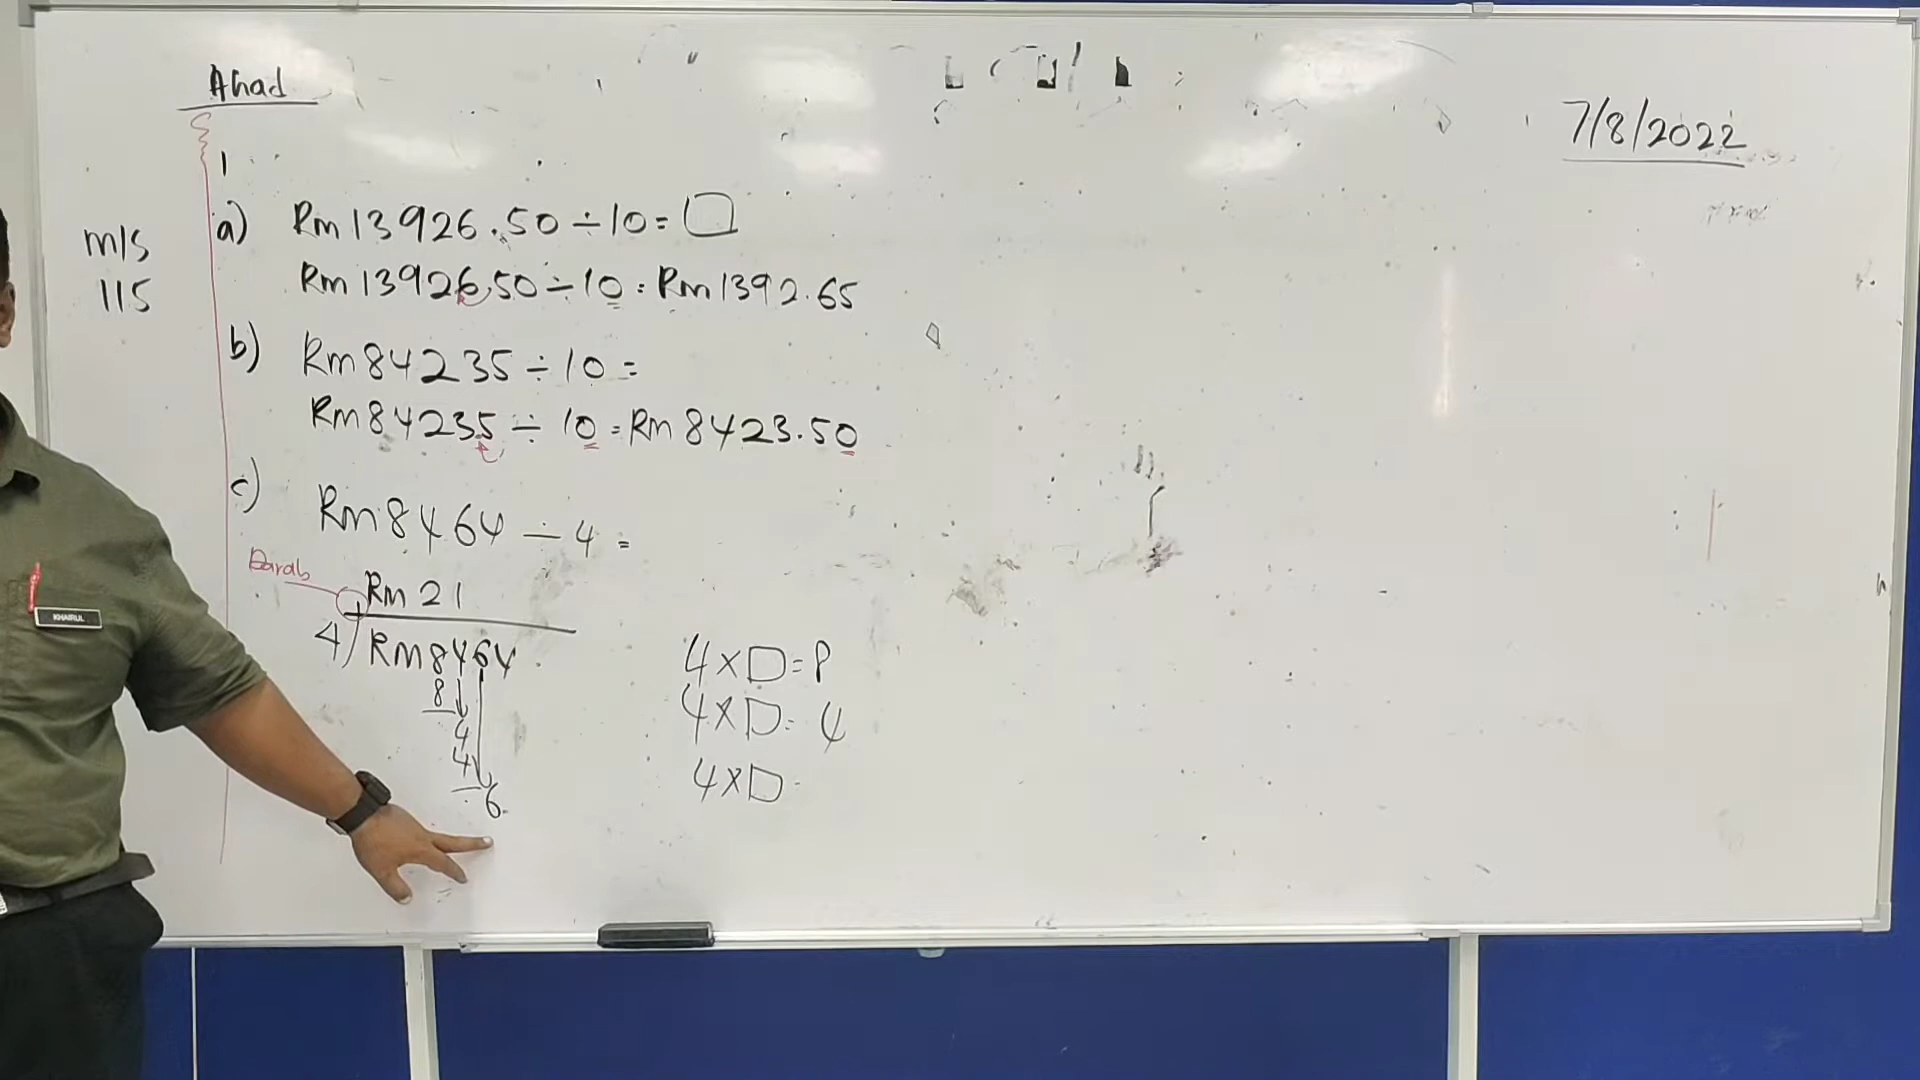 Ahad
7/8/2022
1
m/s
115
a) Rm 13926.50 ÷ 10 = □
Rm 13926.50 ÷ 10 = Rm 1392.65
b) Rm 84235 ÷ 10 =
Rm 84235 ÷ 10 = Rm 8423.50
c) Rm 8464 ÷ 4 =
Darab
Rm 21
4) Rm 8464
8
4
4
6
4 × □ = 8
4 × □ = 4
4 × □ =
KHAIRUL